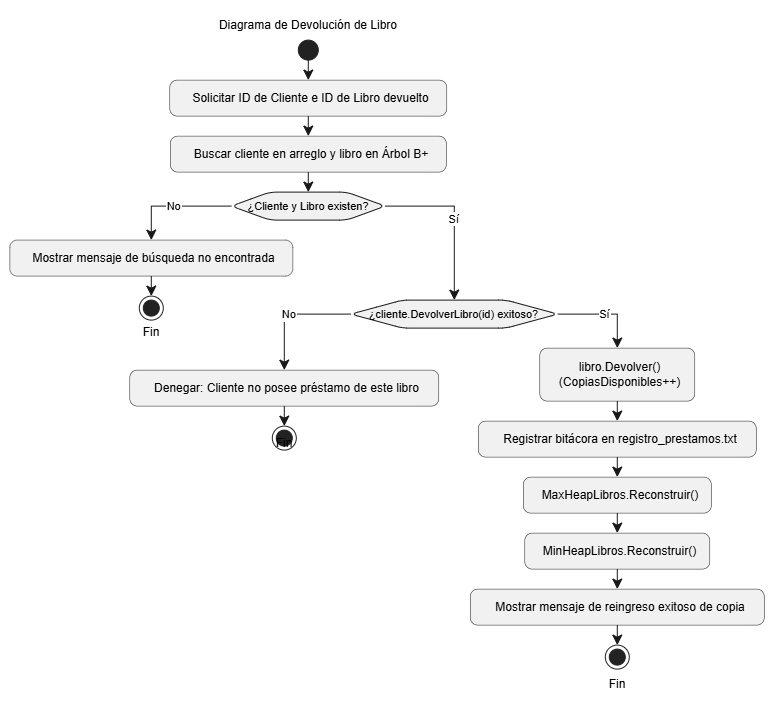 Diagrama de Devolución de Libro
Solicitar ID de Cliente e ID de Libro devuelto
Buscar cliente en arreglo y libro en Árbol B+
¿Cliente y Libro existen?
No
Sí
Mostrar mensaje de búsqueda no encontrada
Fin
¿cliente.DevolverLibro(id) exitoso?
No
Sí
Denegar: Cliente no posee préstamo de este libro
Fin
libro.Devolver()
(CopiasDisponibles++)
Registrar bitácora en registro_prestamos.txt
MaxHeapLibros.Reconstruir()
MinHeapLibros.Reconstruir()
Mostrar mensaje de reingreso exitoso de copia
Fin